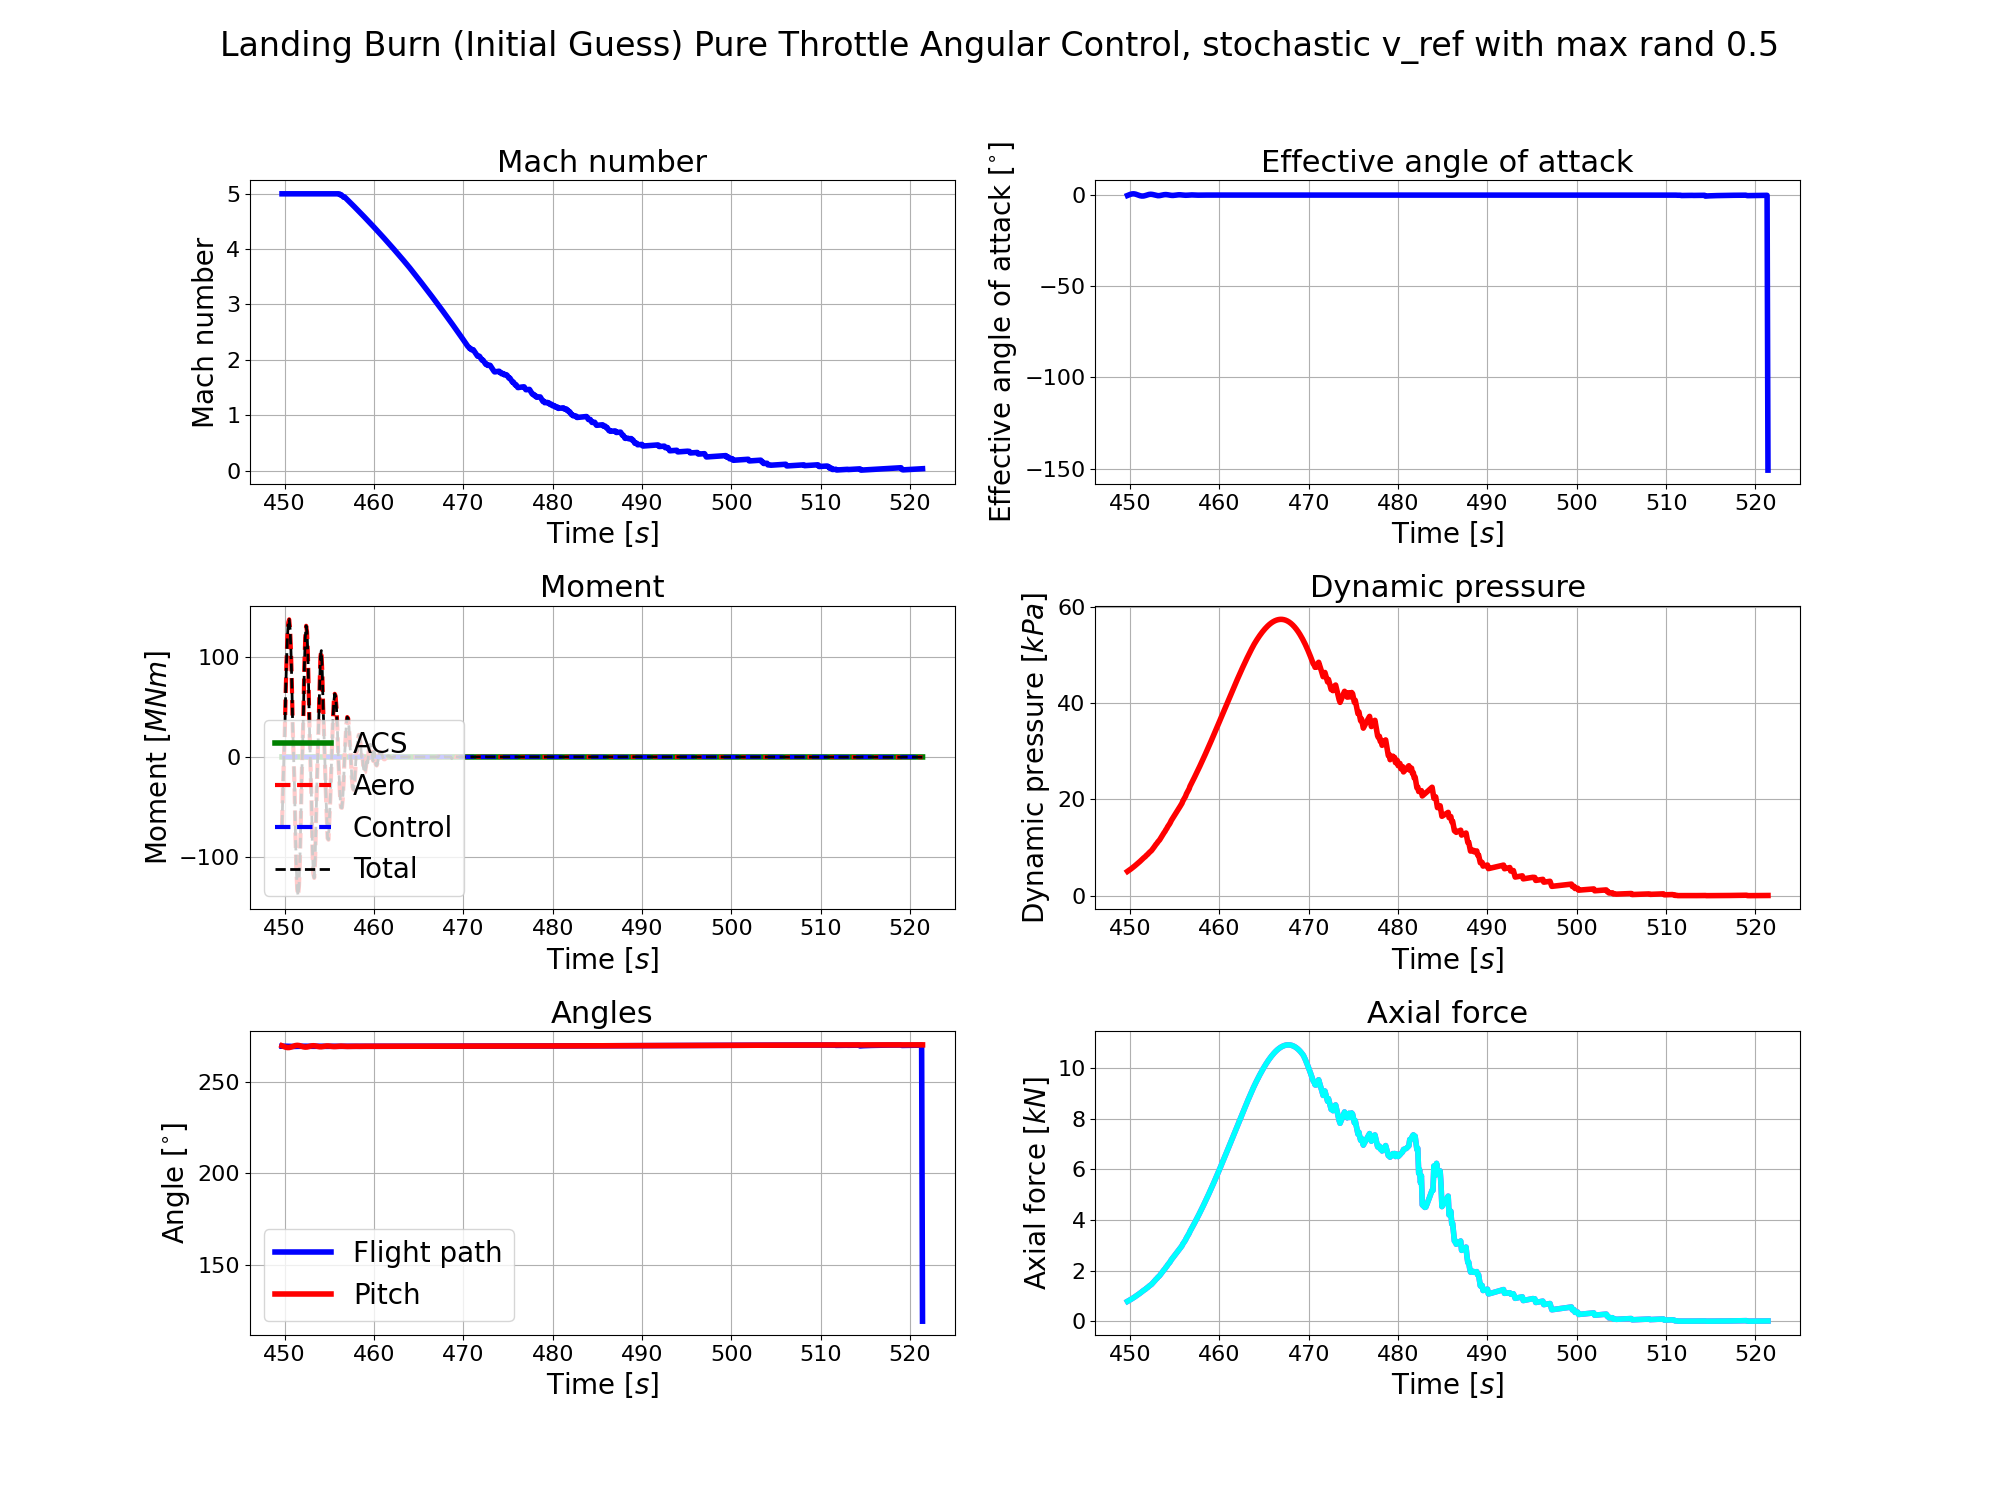 Landing Burn (Initial Guess) Pure Throttle Angular Control, stochastic v_ref with max rand 0.5
Mach number
Mach number
5
4
3
2
1
0
450 460 470 480 490 500 510 520
Time [s]
Effective angle of attack
Effective angle of attack [°]
0
−50
−100
−150
450 460 470 480 490 500 510 520
Time [s]
Moment
Moment [MNm]
100
0
−100
ACS
Aero
Control
Total
450 460 470 480 490 500 510 520
Time [s]
Dynamic pressure
Dynamic pressure [kPa]
60
40
20
0
450 460 470 480 490 500 510 520
Time [s]
Angles
Angle [°]
250
200
150
Flight path
Pitch
450 460 470 480 490 500 510 520
Time [s]
Axial force
Axial force [kN]
10
8
6
4
2
0
450 460 470 480 490 500 510 520
Time [s]